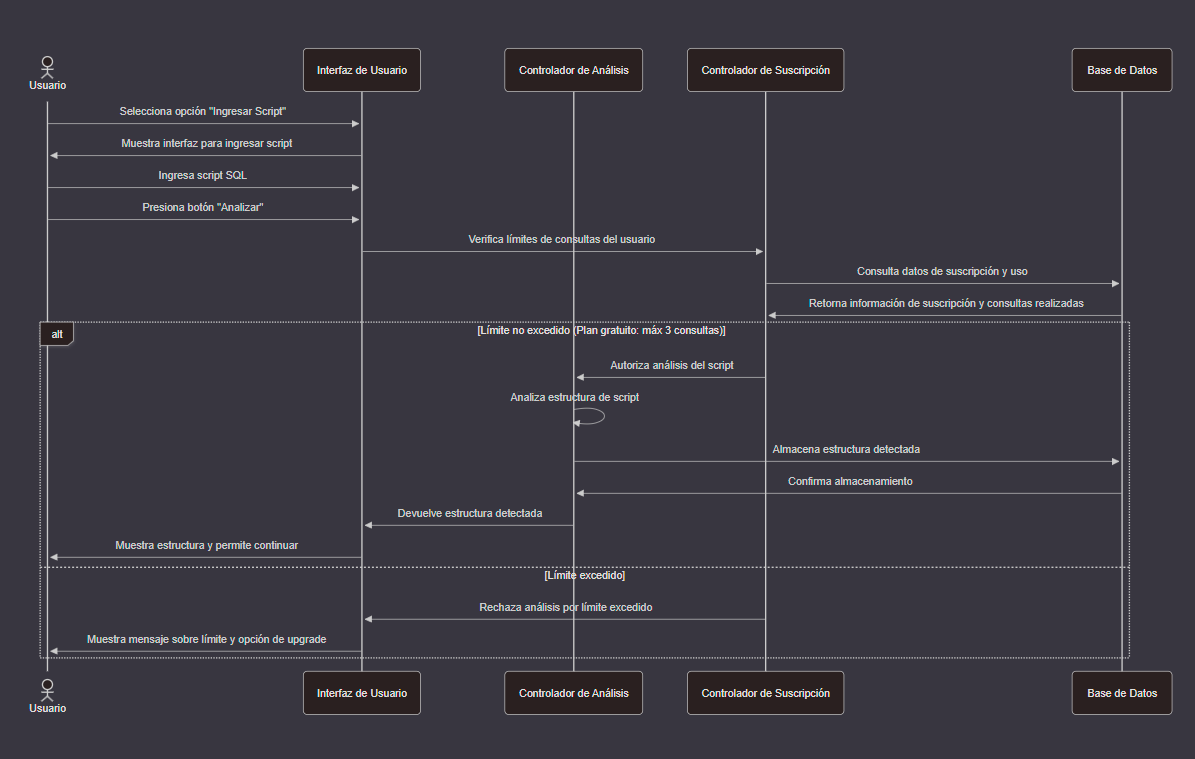 Usuario
Interfaz de Usuario
Controlador de Análisis
Controlador de Suscripción
Base de Datos
Selecciona opción "Ingresar Script"
Muestra interfaz para ingresar script
Ingresa script SQL
Presiona botón "Analizar"
Verifica límites de consultas del usuario
Consulta datos de suscripción y uso
Retorna información de suscripción y consultas realizadas
alt
[Límite no excedido (Plan gratuito: máx 3 consultas)]
Autoriza análisis del script
Analiza estructura de script
Almacena estructura detectada
Confirma almacenamiento
Devuelve estructura detectada
Muestra estructura y permite continuar
[Límite excedido]
Rechaza análisis por límite excedido
Muestra mensaje sobre límite y opción de upgrade
Usuario
Interfaz de Usuario
Controlador de Análisis
Controlador de Suscripción
Base de Datos